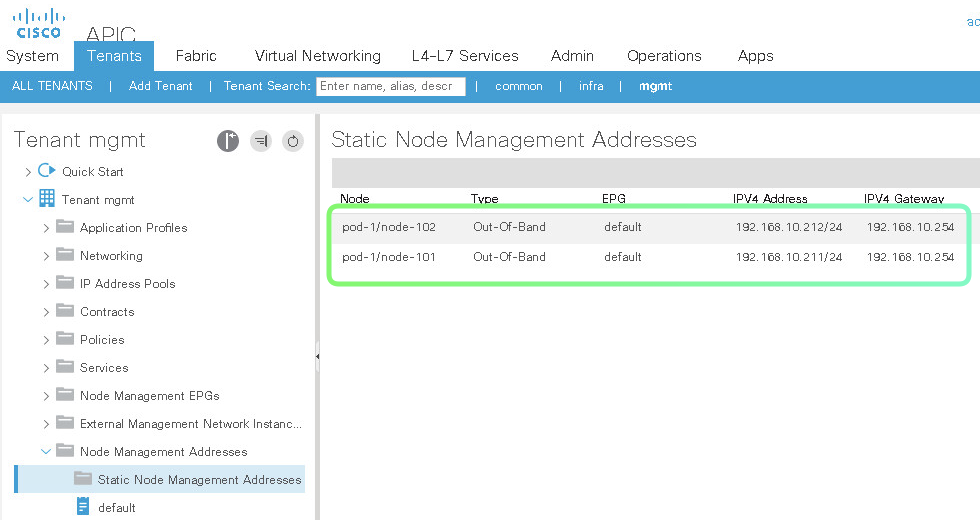 cisco APIC ac
System Tenants Fabric Virtual Networking L4-L7 Services Admin Operations Apps
ALL TENANTS | Add Tenant | Tenant Search: Enter name, alias, descr | common | infra | mgmt
Tenant mgmt
Quick Start
Tenant mgmt
Application Profiles
Networking
IP Address Pools
Contracts
Policies
Services
Node Management EPGs
External Management Network Instanc...
Node Management Addresses
Static Node Management Addresses
default
Static Node Management Addresses
Node Type EPG IPV4 Address IPV4 Gateway
pod-1/node-102 Out-Of-Band default 192.168.10.212/24 192.168.10.254
pod-1/node-101 Out-Of-Band default 192.168.10.211/24 192.168.10.254